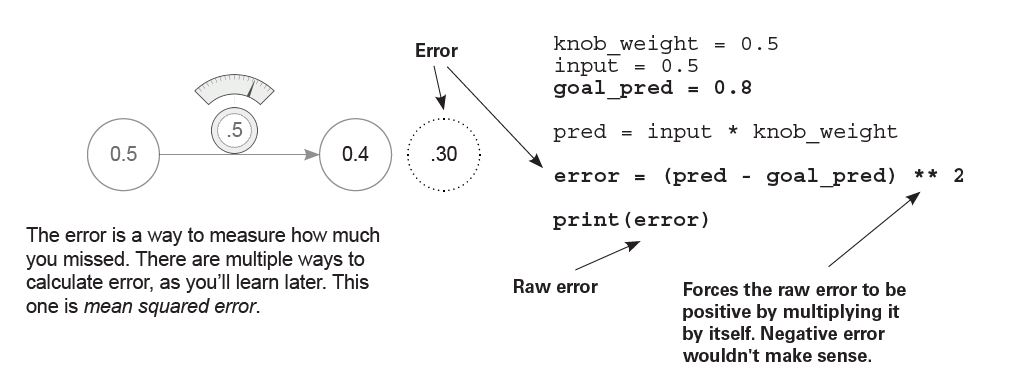 Error
.5
0.5
0.4
.30
The error is a way to measure how much
you missed. There are multiple ways to
calculate error, as you'll learn later. This
one is mean squared error.
knob_weight = 0.5
input = 0.5
goal_pred = 0.8
pred = input * knob_weight
error = (pred - goal_pred) ** 2
print(error)
Raw error
Forces the raw error to be
positive by multiplying it
by itself. Negative error
wouldn't make sense.